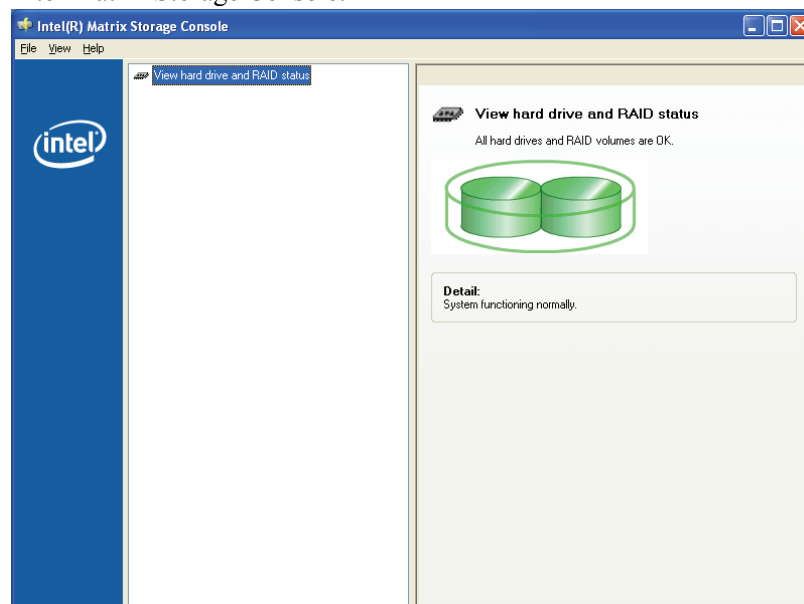 Intel(R) Matrix Storage Console
File View Help
View hard drive and RAID status
intel
View hard drive and RAID status
All hard drives and RAID volumes are OK.
Detail:
System functioning normally.